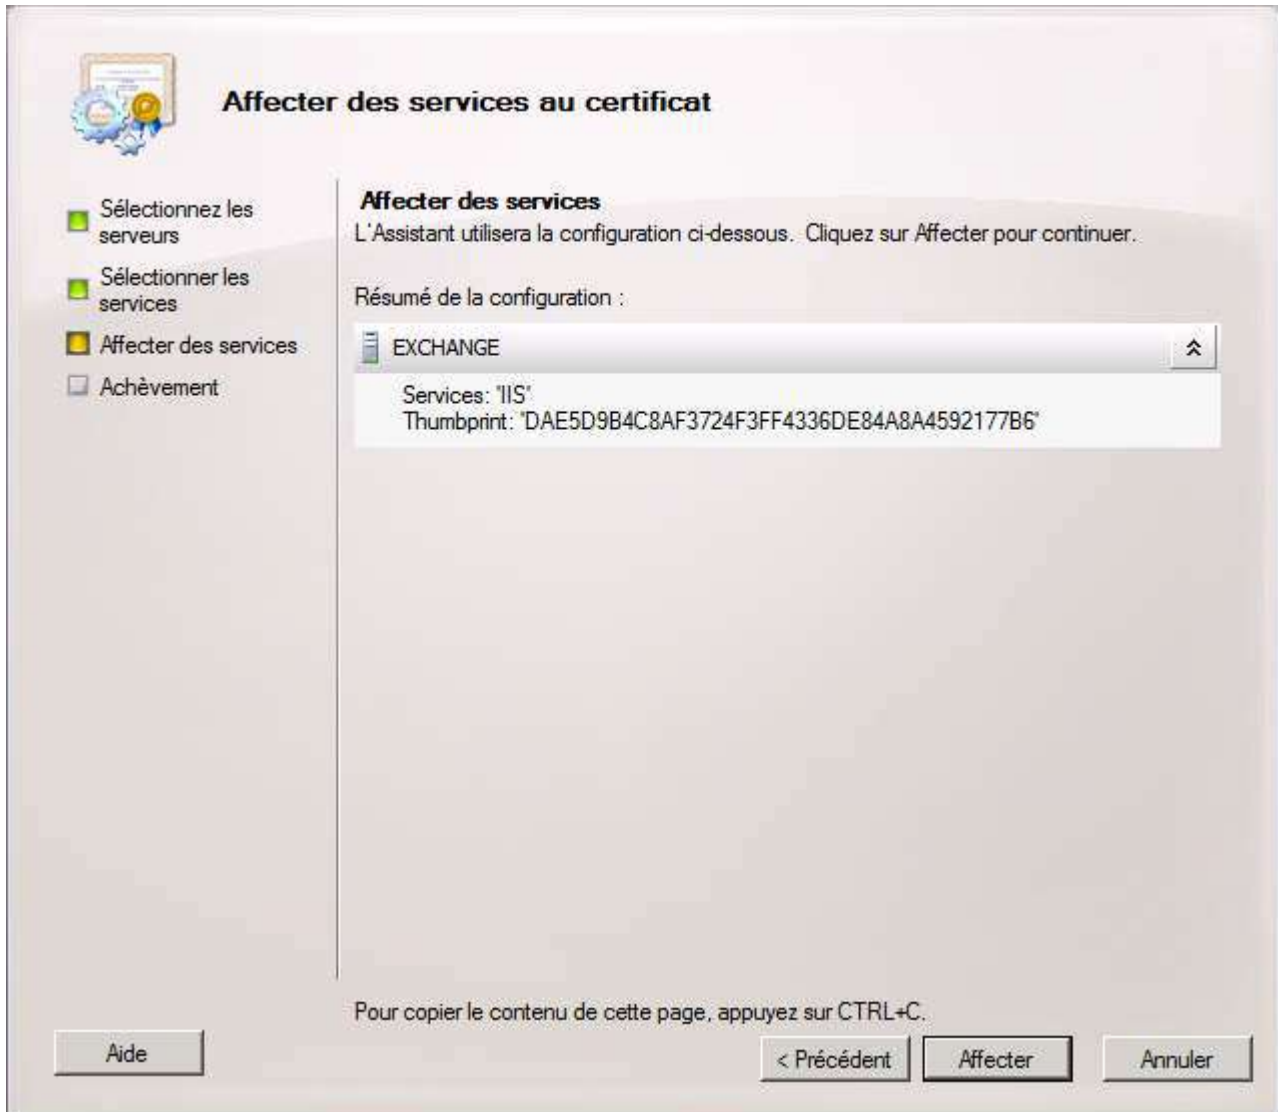 Affecter des services au certificat
Sélectionnez les
serveurs
Sélectionner les
services
Affecter des services
Achèvement
Affecter des services
L'Assistant utilisera la configuration ci-dessous. Cliquez sur Affecter pour continuer.
Résumé de la configuration :
EXCHANGE
Services: 'IIS'
Thumbprint: 'DAE5D9B4C8AF3724F3FF4336DE84A8A4592177B6'
Pour copier le contenu de cette page, appuyez sur CTRL+C.
Aide
< Précédent
Affecter
Annuler